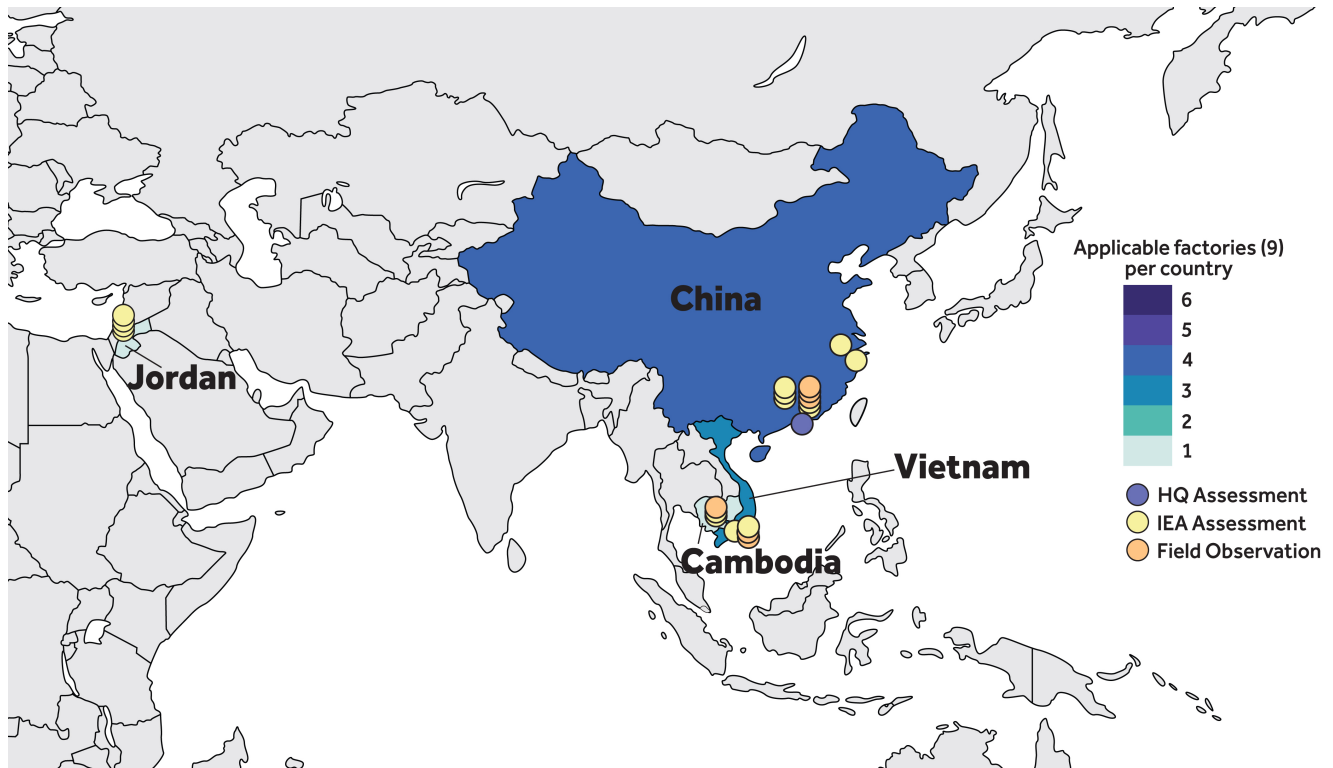 China
Jordan
Vietnam
Cambodia
Applicable factories (9)
per country
6
5
4
3
2
1
HQ Assessment
IEA Assessment
Field Observation